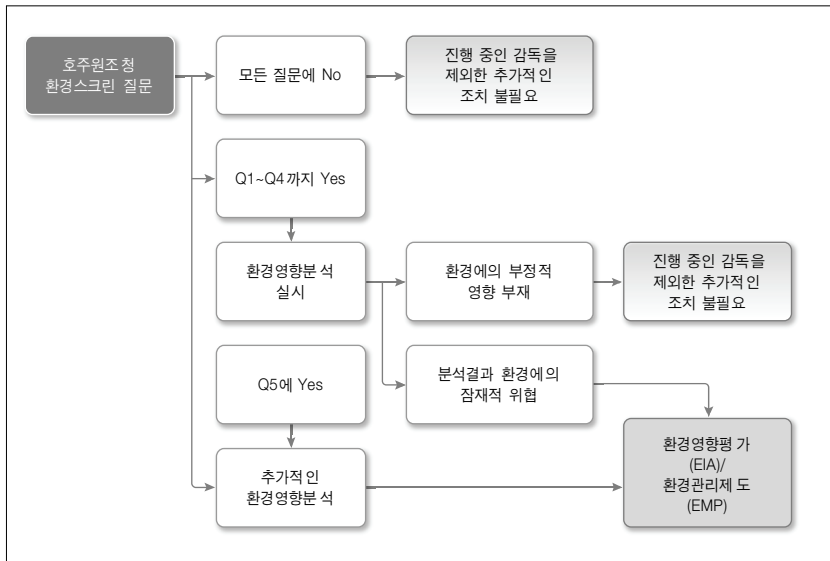 호주원조청
환경스크린 질문
모든 질문에 No
진행 중인 감독을
제외한 추가적인
조치 불필요
Q1~Q4까지 Yes
환경영향분석
실시
환경에의 부정적
영향 부재
진행 중인 감독을
제외한 추가적인
조치 불필요
Q5에 Yes
분석결과 환경에의
잠재적 위협
추가적인
환경영향분석
환경영향평가
(EIA)/
환경관리제도
(EMP)